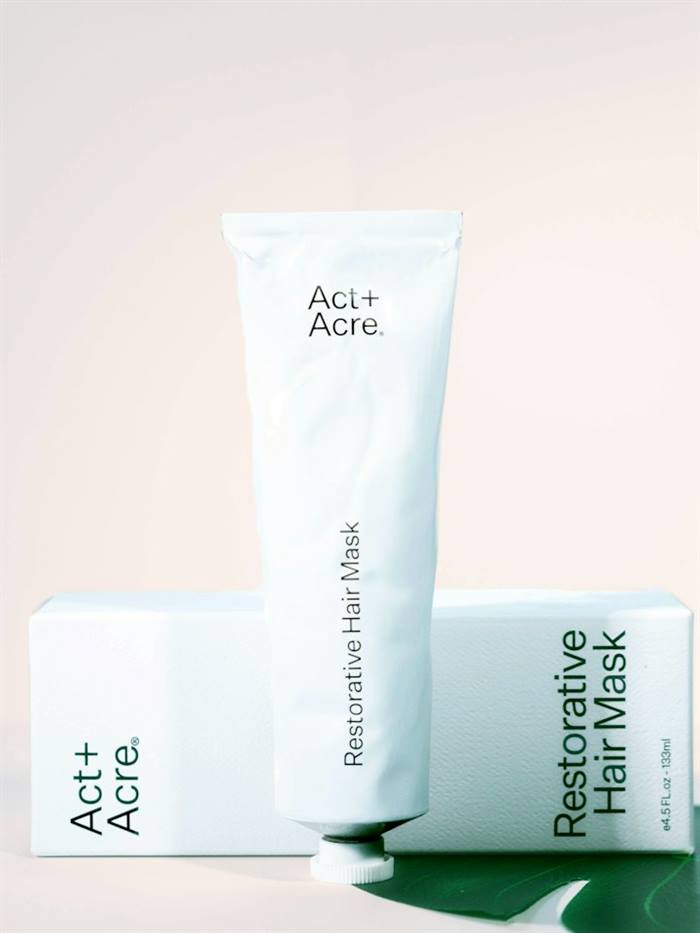 Act+
Acre®
Restorative Hair Mask
Act+
Acre®
Restorative
Hair Mask
e4.5 FL.oz - 133ml